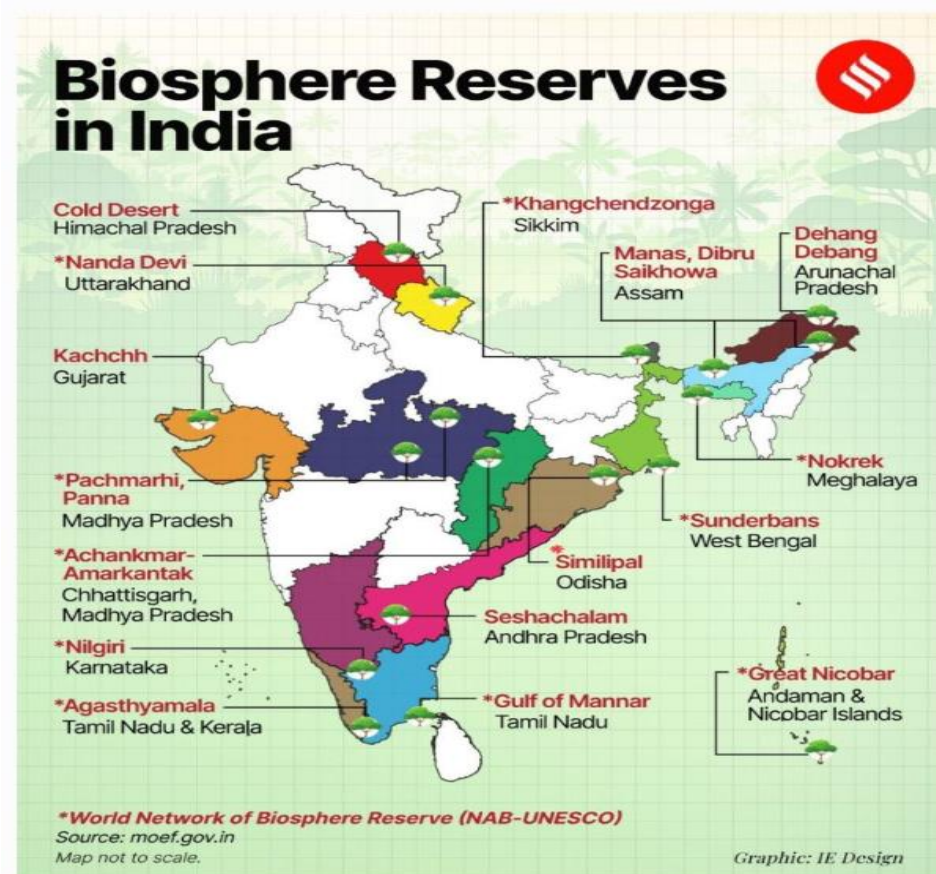 Biosphere Reserves
in India
Cold Desert
Himachal Pradesh
*Nanda Devi
Uttarakhand
Kachchh
Gujarat
*Khangchendzonga
Sikkim
Manas, Dibru
Saikhowa
Assam
Dehang
Debang
Arunachal
Pradesh
*Pachmarhi,
Panna
Madhya Pradesh
*Achankmar-
Amarkantak
Chhattisgarh,
Madhya Pradesh
*Nilgiri
Karnataka
*Agasthyamala
Tamil Nadu & Kerala
*Nokrek
Meghalaya
*Sunderbans
West Bengal
*Similipal
Odisha
Seshachalam
Andhra Pradesh
*Gulf of Mannar
Tamil Nadu
*Great Nicobar
Andaman &
Nicobar Islands
*World Network of Biosphere Reserve (NAB-UNESCO)
Source: moef.gov.in
Map not to scale.
Graphic: IE Design